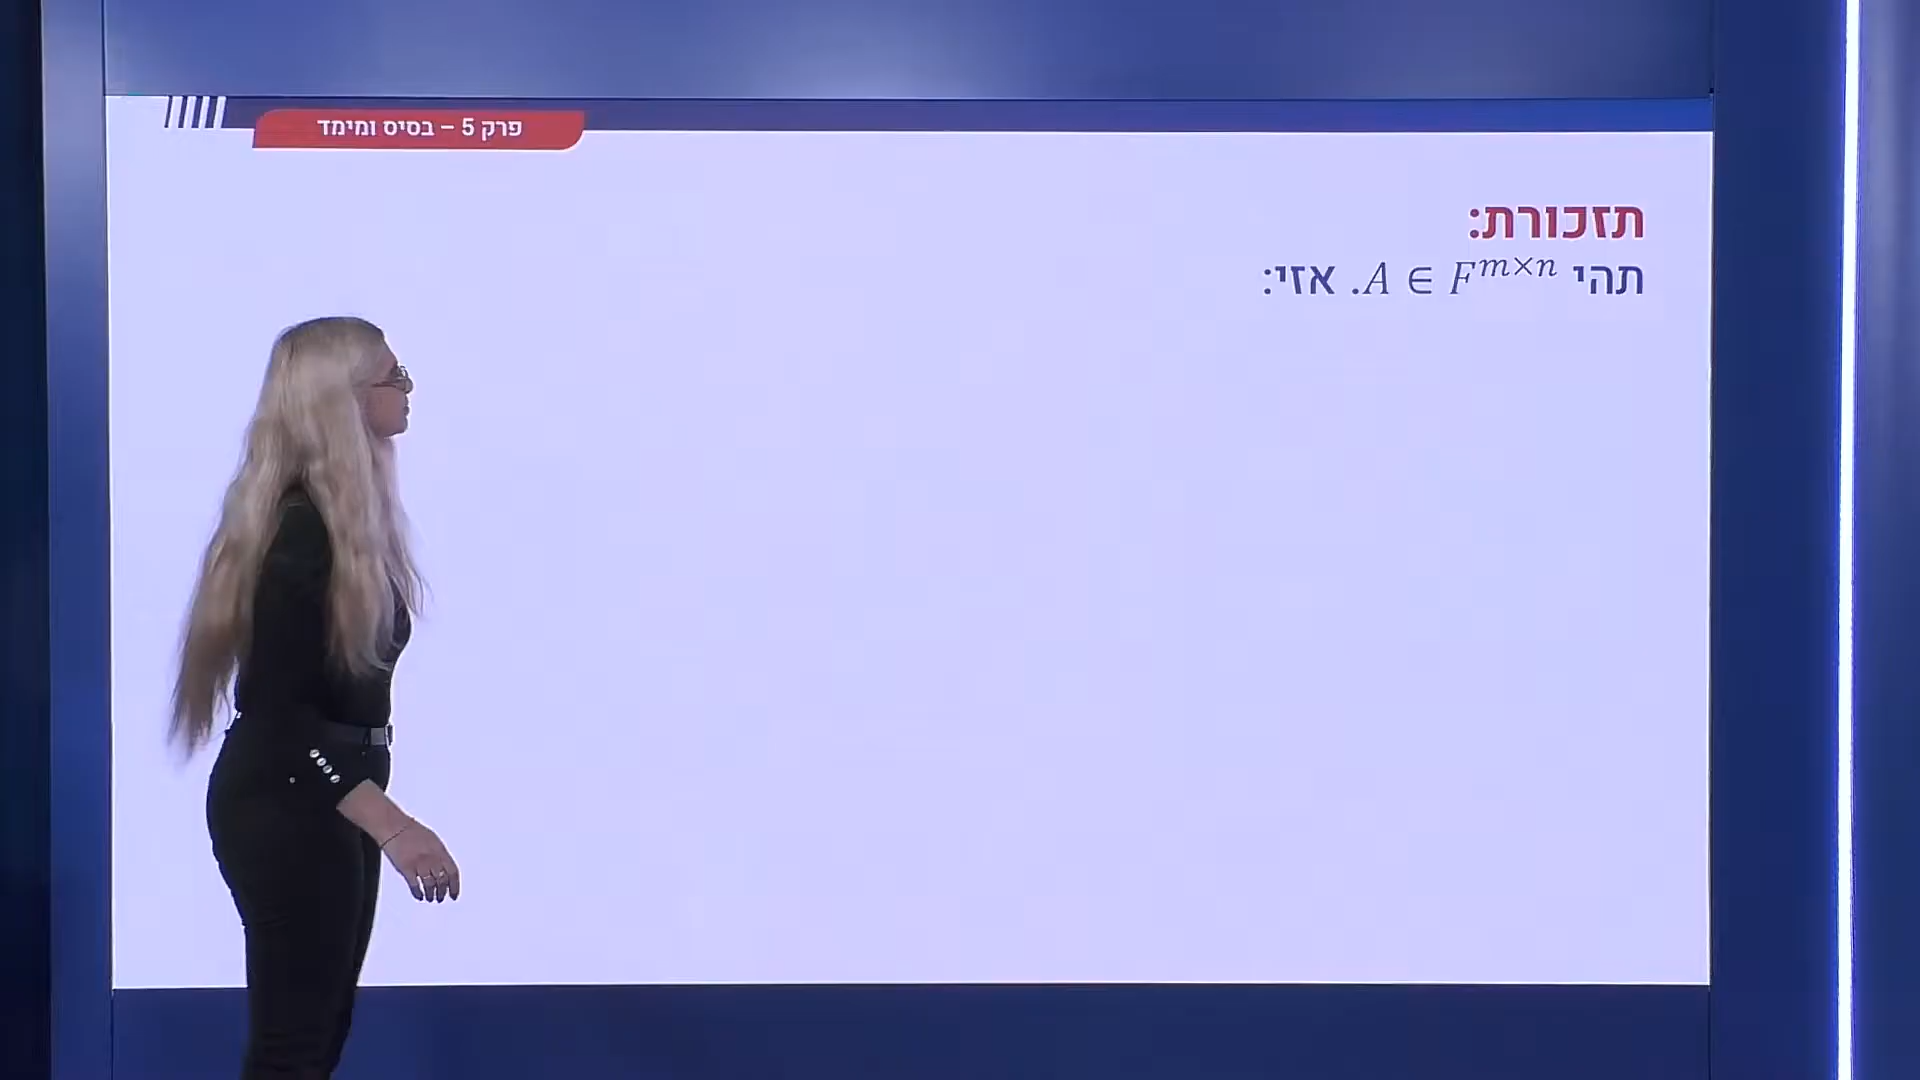 פרק 5 – בסיס ומימד
תזכורת:
תהי $A \in F^{m \times n}$. אזי: